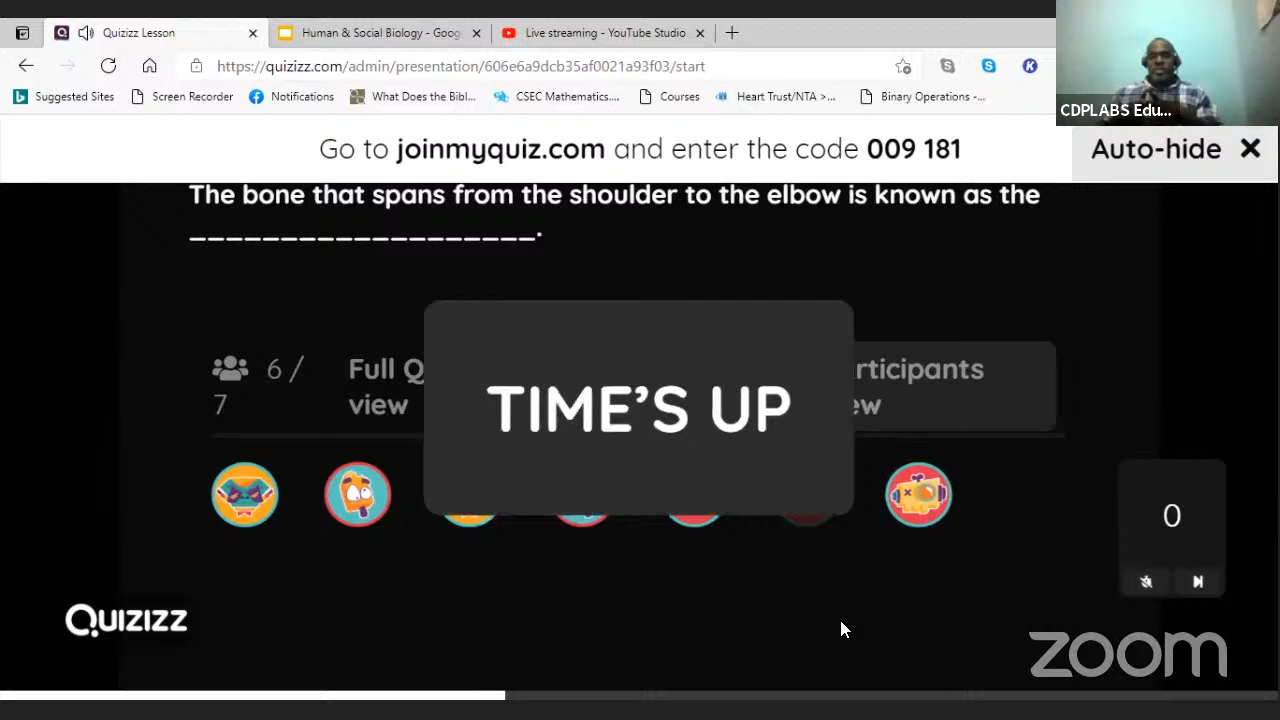 Quizizz Lesson
Human & Social Biology - Goog
Live streaming - YouTube Studio
https://quizizz.com/admin/presentation/606e6a9dcb35af0021a93f03/start
Suggested Sites
Screen Recorder
Notifications
What Does the Bibl...
CSEC Mathematics....
Courses
Heart Trust/NTA >...
Binary Operations -...
CDPLABS Edu...
Go to joinmyquiz.com and enter the code 009 181
Auto-hide
The bone that spans from the shoulder to the elbow is known as the
___________________.
6 /
7
Full Q
view
rticipants
ew
TIME'S UP
0
Quizizz
zoom